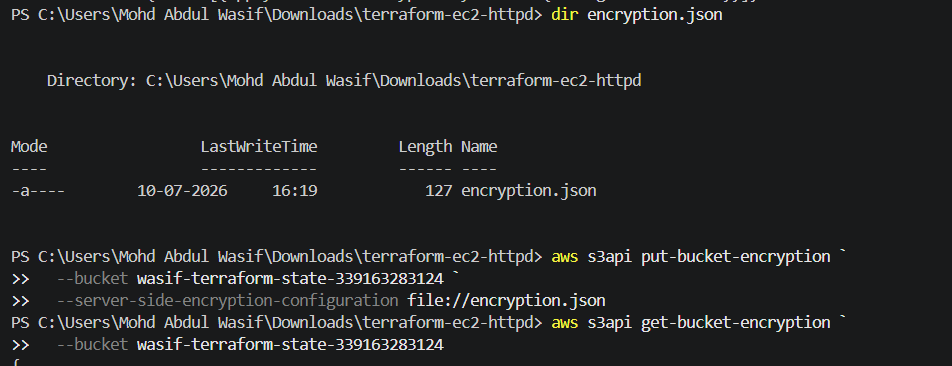 PS C:\Users\Mohd Abdul Wasif\Downloads\terraform-ec2-httpd> dir encryption.json
Directory: C:\Users\Mohd Abdul Wasif\Downloads\terraform-ec2-httpd
Mode LastWriteTime Length Name
---- ------------- ------ ----
-a---- 10-07-2026 16:19 127 encryption.json
PS C:\Users\Mohd Abdul Wasif\Downloads\terraform-ec2-httpd> aws s3api put-bucket-encryption `
>> --bucket wasif-terraform-state-339163283124 `
>> --server-side-encryption-configuration file://encryption.json
PS C:\Users\Mohd Abdul Wasif\Downloads\terraform-ec2-httpd> aws s3api get-bucket-encryption `
>> --bucket wasif-terraform-state-339163283124
{